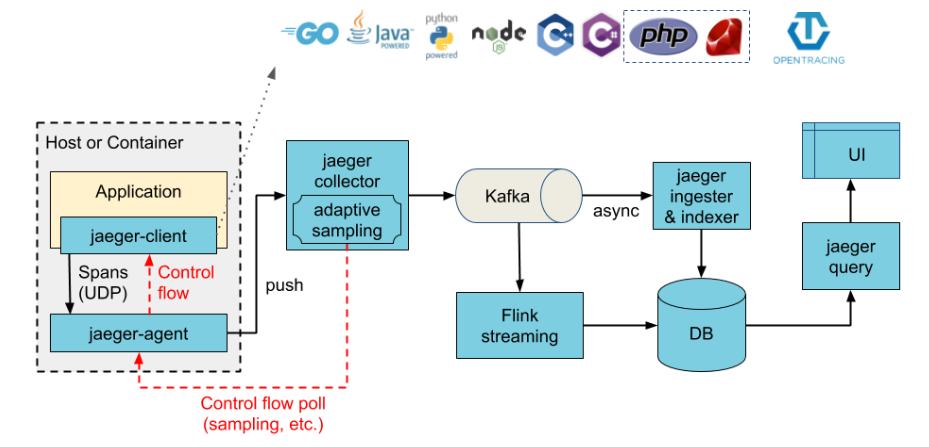 GO
Java
POWERED
python
powered
node
JS
C++
C#
php
OPENTRACING
Host or Container
Application
jaeger-client
Spans
(UDP)
Control
flow
jaeger-agent
push
jaeger
collector
adaptive
sampling
Control flow poll
(sampling, etc.)
Kafka
async
jaeger
ingester
& indexer
Flink
streaming
DB
UI
jaeger
query